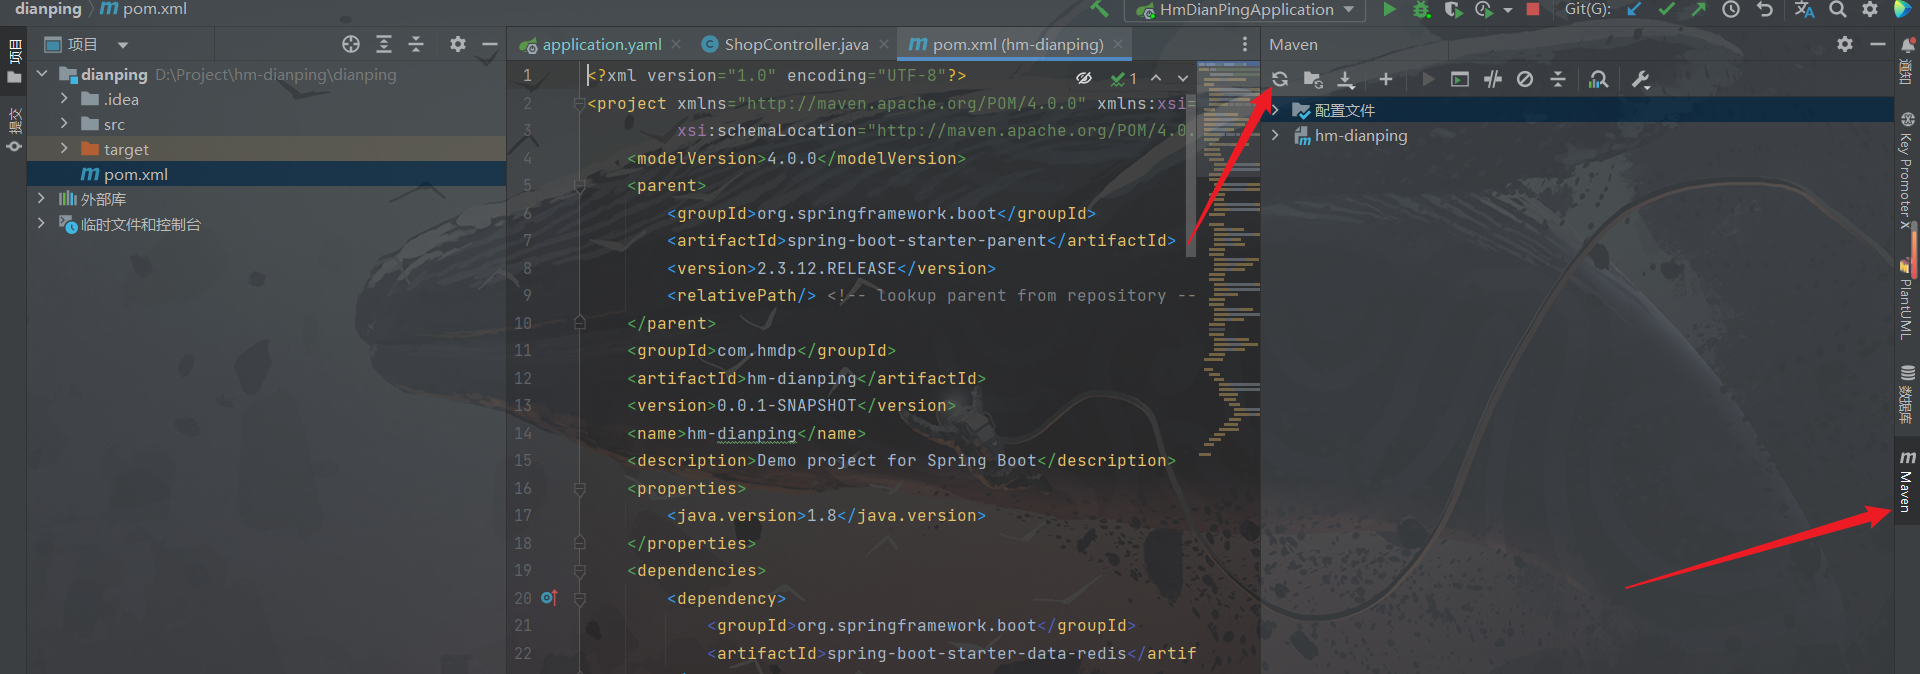 dianping 〉 pom.xml
HmDianPingApplication
Git(G):
项目
application.yaml
ShopController.java
pom.xml (hm-dianping)
Maven
项目
提交
dianping D:\Project\hm-dianping\dianping
.idea
src
target
pom.xml
外部库
临时文件和控制台
1 <?xml version="1.0" encoding="UTF-8"?>
1
2 <project xmlns="http://maven.apache.org/POM/4.0.0" xmlns:xsi=
3 xsi:schemaLocation="http://maven.apache.org/POM/4.0.
4 <modelVersion>4.0.0</modelVersion>
5 <parent>
6 <groupId>org.springframework.boot</groupId>
7 <artifactId>spring-boot-starter-parent</artifactId>
8 <version>2.3.12.RELEASE</version>
9 <relativePath/> <!-- lookup parent from repository --
10 </parent>
11 <groupId>com.hmdp</groupId>
12 <artifactId>hm-dianping</artifactId>
13 <version>0.0.1-SNAPSHOT</version>
14 <name>hm-dianping</name>
15 <description>Demo project for Spring Boot</description>
16 <properties>
17 <java.version>1.8</java.version>
18 </properties>
19 <dependencies>
20 <dependency>
21 <groupId>org.springframework.boot</groupId>
22 <artifactId>spring-boot-starter-data-redis</artif
配置文件
hm-dianping
通知
Key Promoter X
PlantUML
数据库
Maven